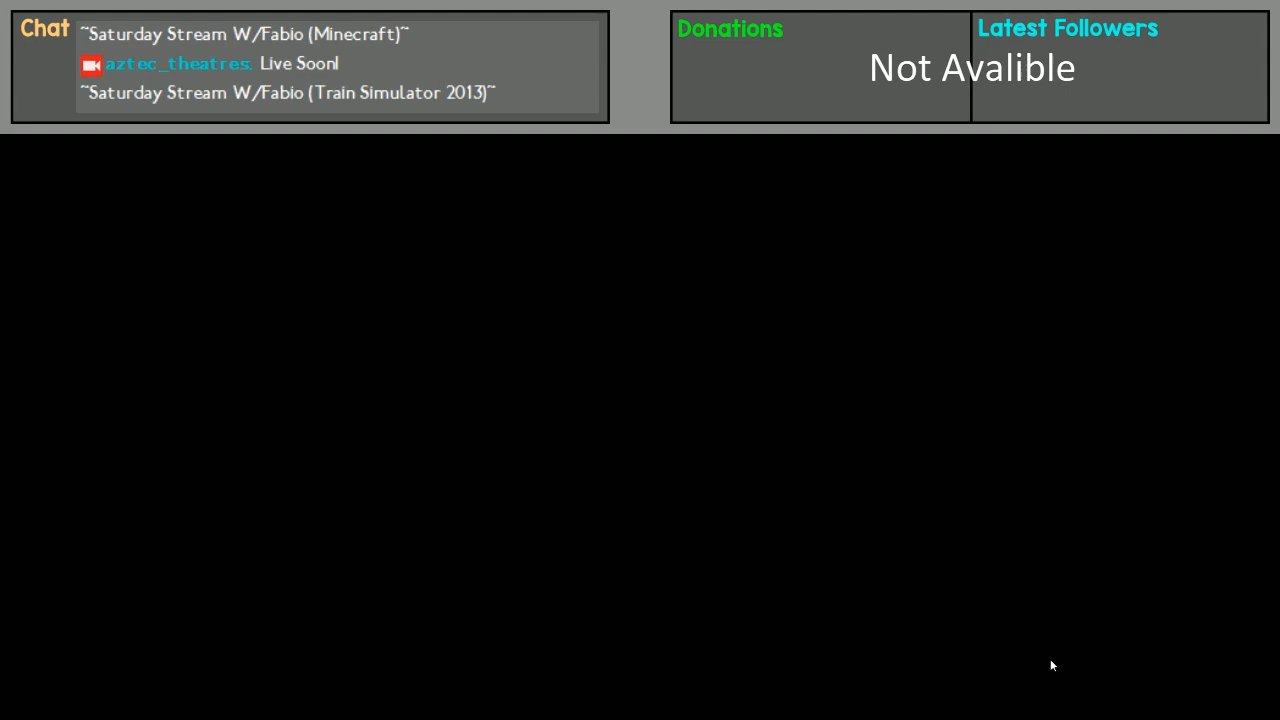 Chat
~Saturday Stream W/Fabio (Minecraft)~
aztec_theatres: Live Soon!
~Saturday Stream W/Fabio (Train Simulator 2013)~
Donations
Latest Followers
Not Avalible